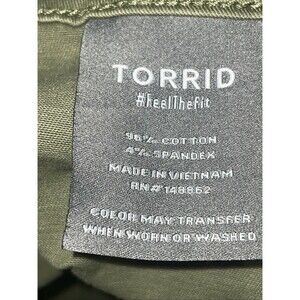 TORRID
#FeelTheFit
96% COTTON
4% SPANDEX
MADE IN VIETNAM
RN# 148862
COLOR MAY TRANSFER
WHEN WORN OR WASHED